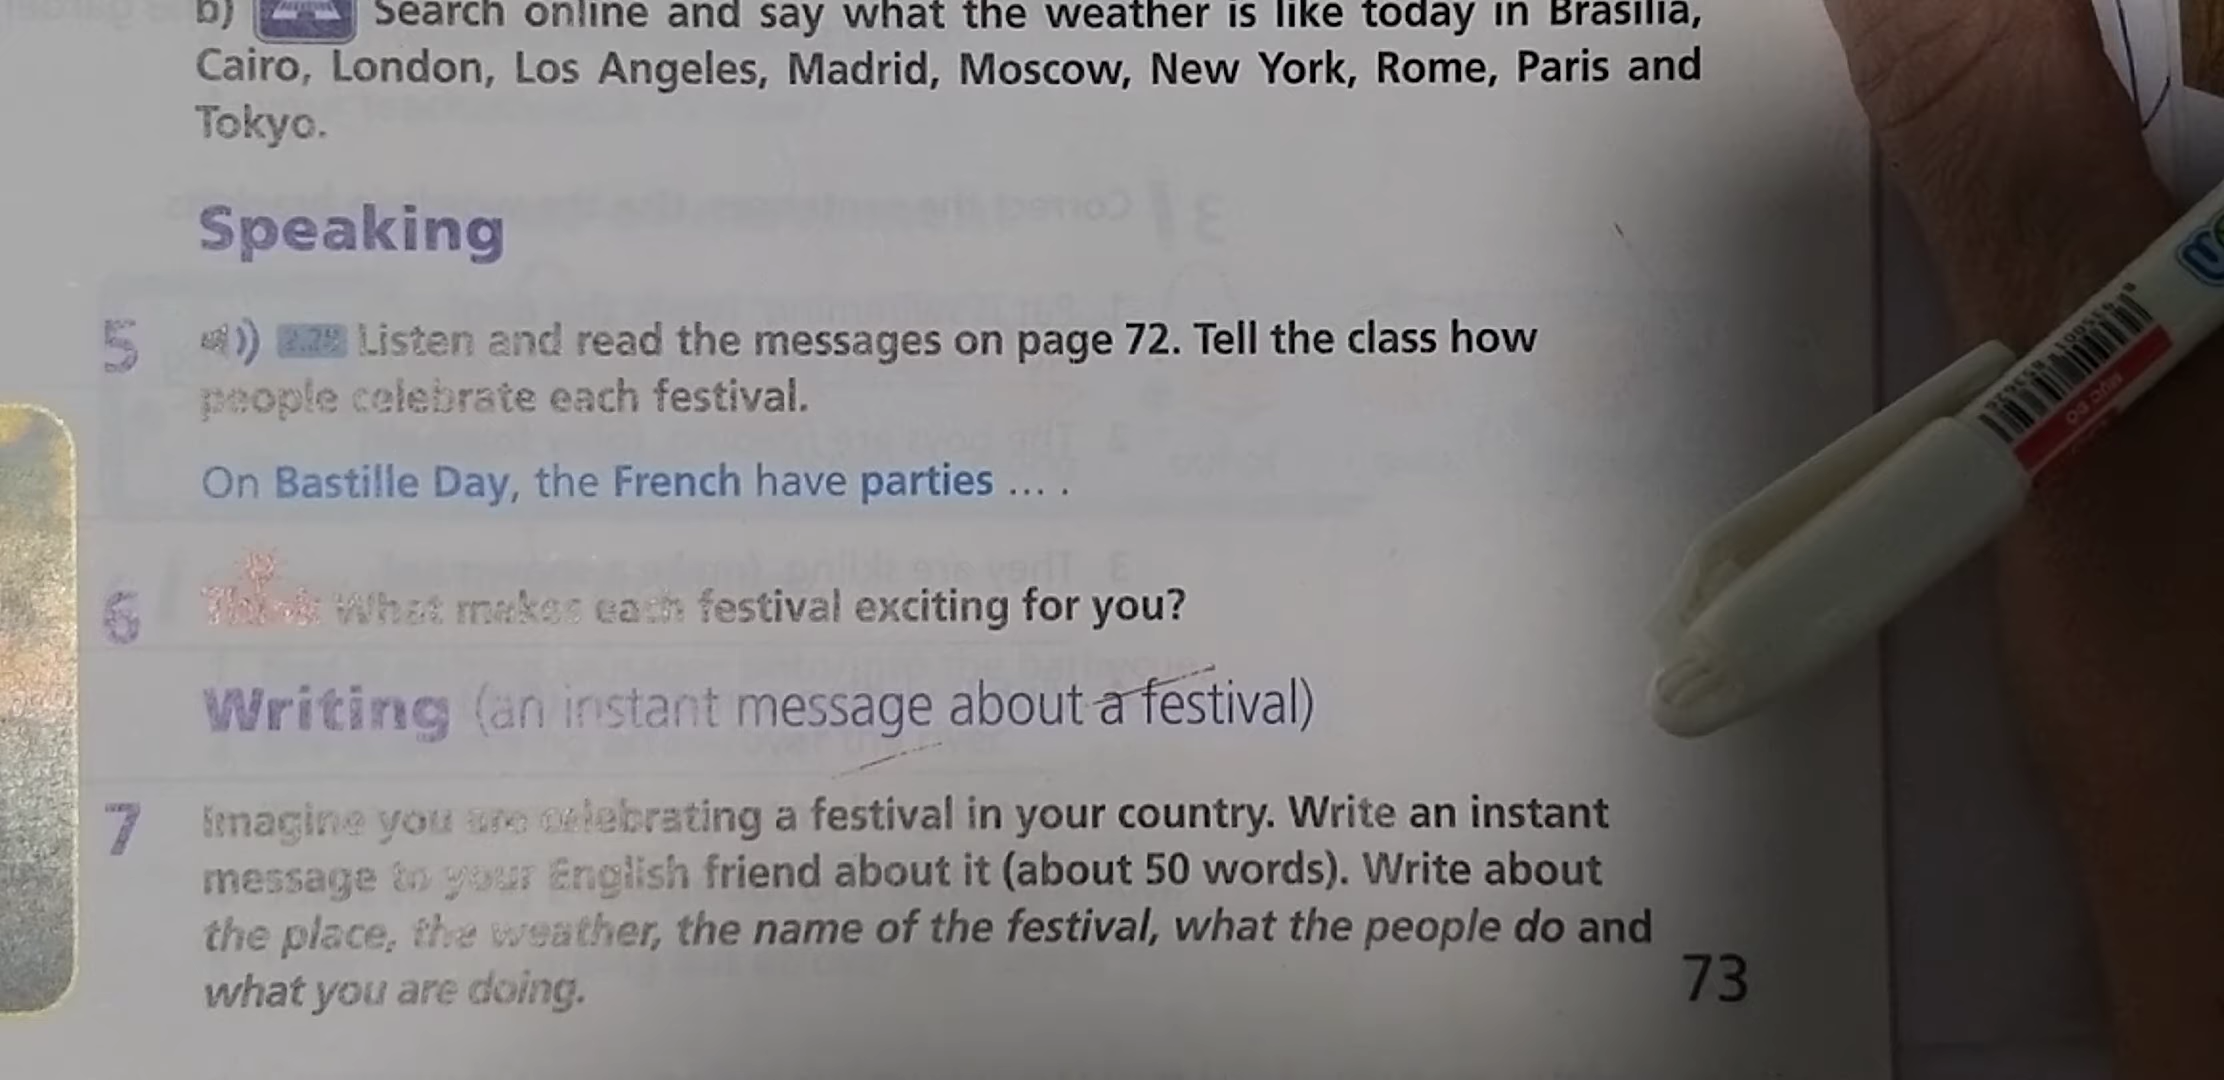 b) Search online and say what the weather is like today in Brasilia,
Cairo, London, Los Angeles, Madrid, Moscow, New York, Rome, Paris and
Tokyo.
Speaking
5 Listen and read the messages on page 72. Tell the class how
people celebrate each festival.
On Bastille Day, the French have parties ... .
6 Think What makes each festival exciting for you?
Writing (an instant message about a festival)
7 Imagine you are celebrating a festival in your country. Write an instant
message to your English friend about it (about 50 words). Write about
the place, the weather, the name of the festival, what the people do and
what you are doing.
73